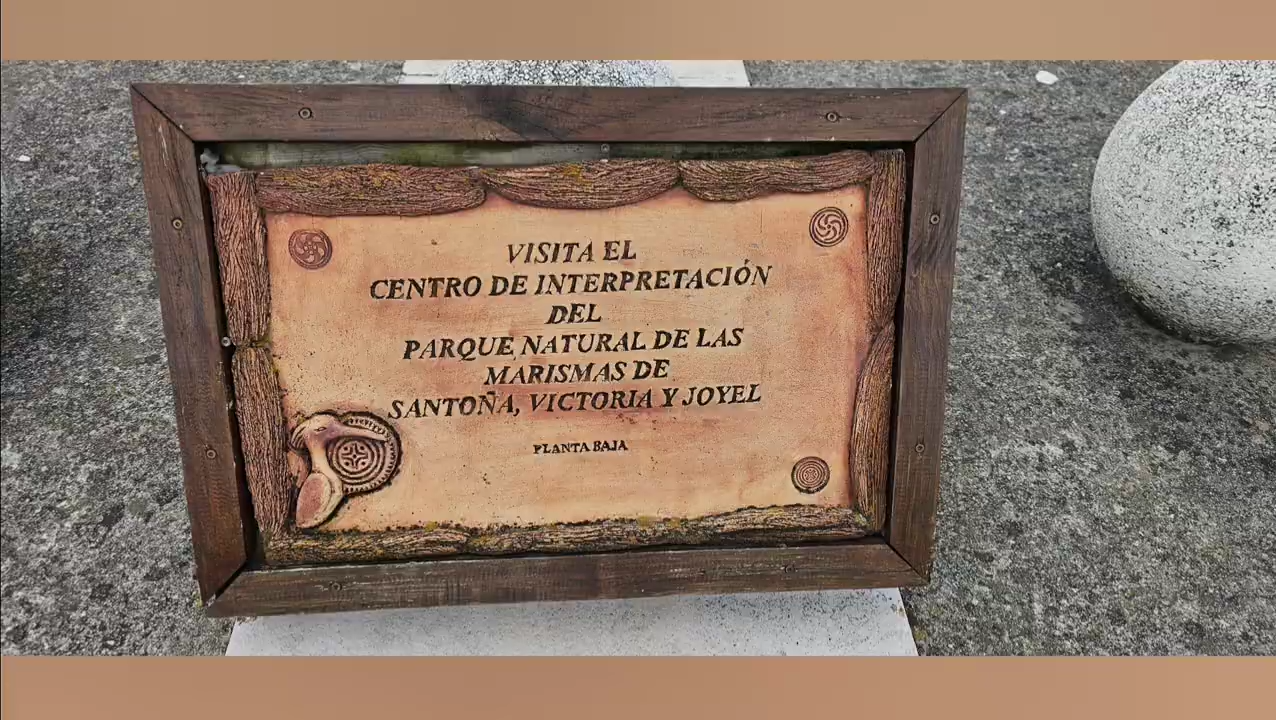 VISITA EL
CENTRO DE INTERPRETACIÓN
DEL
PARQUE NATURAL DE LAS
MARISMAS DE
SANTOÑA, VICTORIA Y JOYEL
PLANTA BAJA